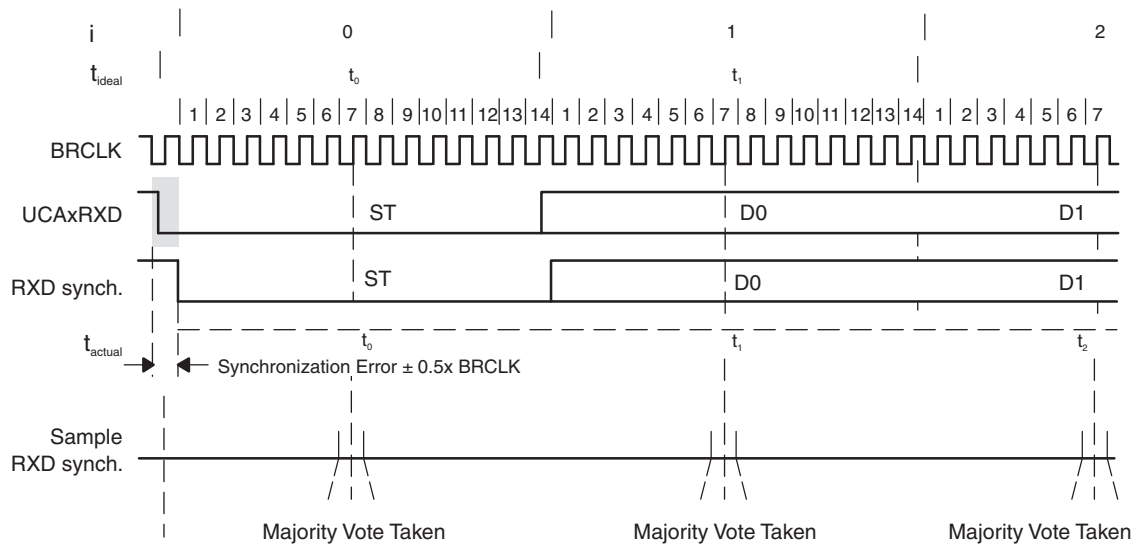 i 0 1 2
t_ideal t_0 t_1
1 2 3 4 5 6 7 8 9 10 11 12 13 14 1 2 3 4 5 6 7 8 9 10 11 12 13 14 1 2 3 4 5 6 7
BRCLK
UCAxRXD ST D0 D1
RXD synch. ST D0 D1
t_actual t_0 t_1 t_2
Synchronization Error ± 0.5x BRCLK
Sample
RXD synch.
Majority Vote Taken Majority Vote Taken Majority Vote Taken